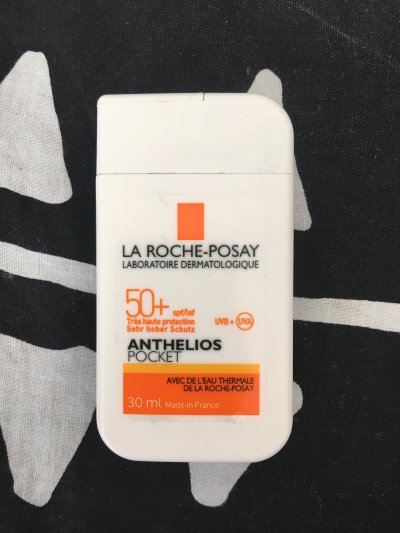 LA ROCHE-POSAY
LABORATOIRE DERMATOLOGIQUE
50+ spf/lsf
Très haute protection
Sehr hoher Schutz
UVB + UVA
ANTHELIOS
POCKET
AVEC DE L'EAU THERMALE
DE LA ROCHE-POSAY
30 ml Made in France